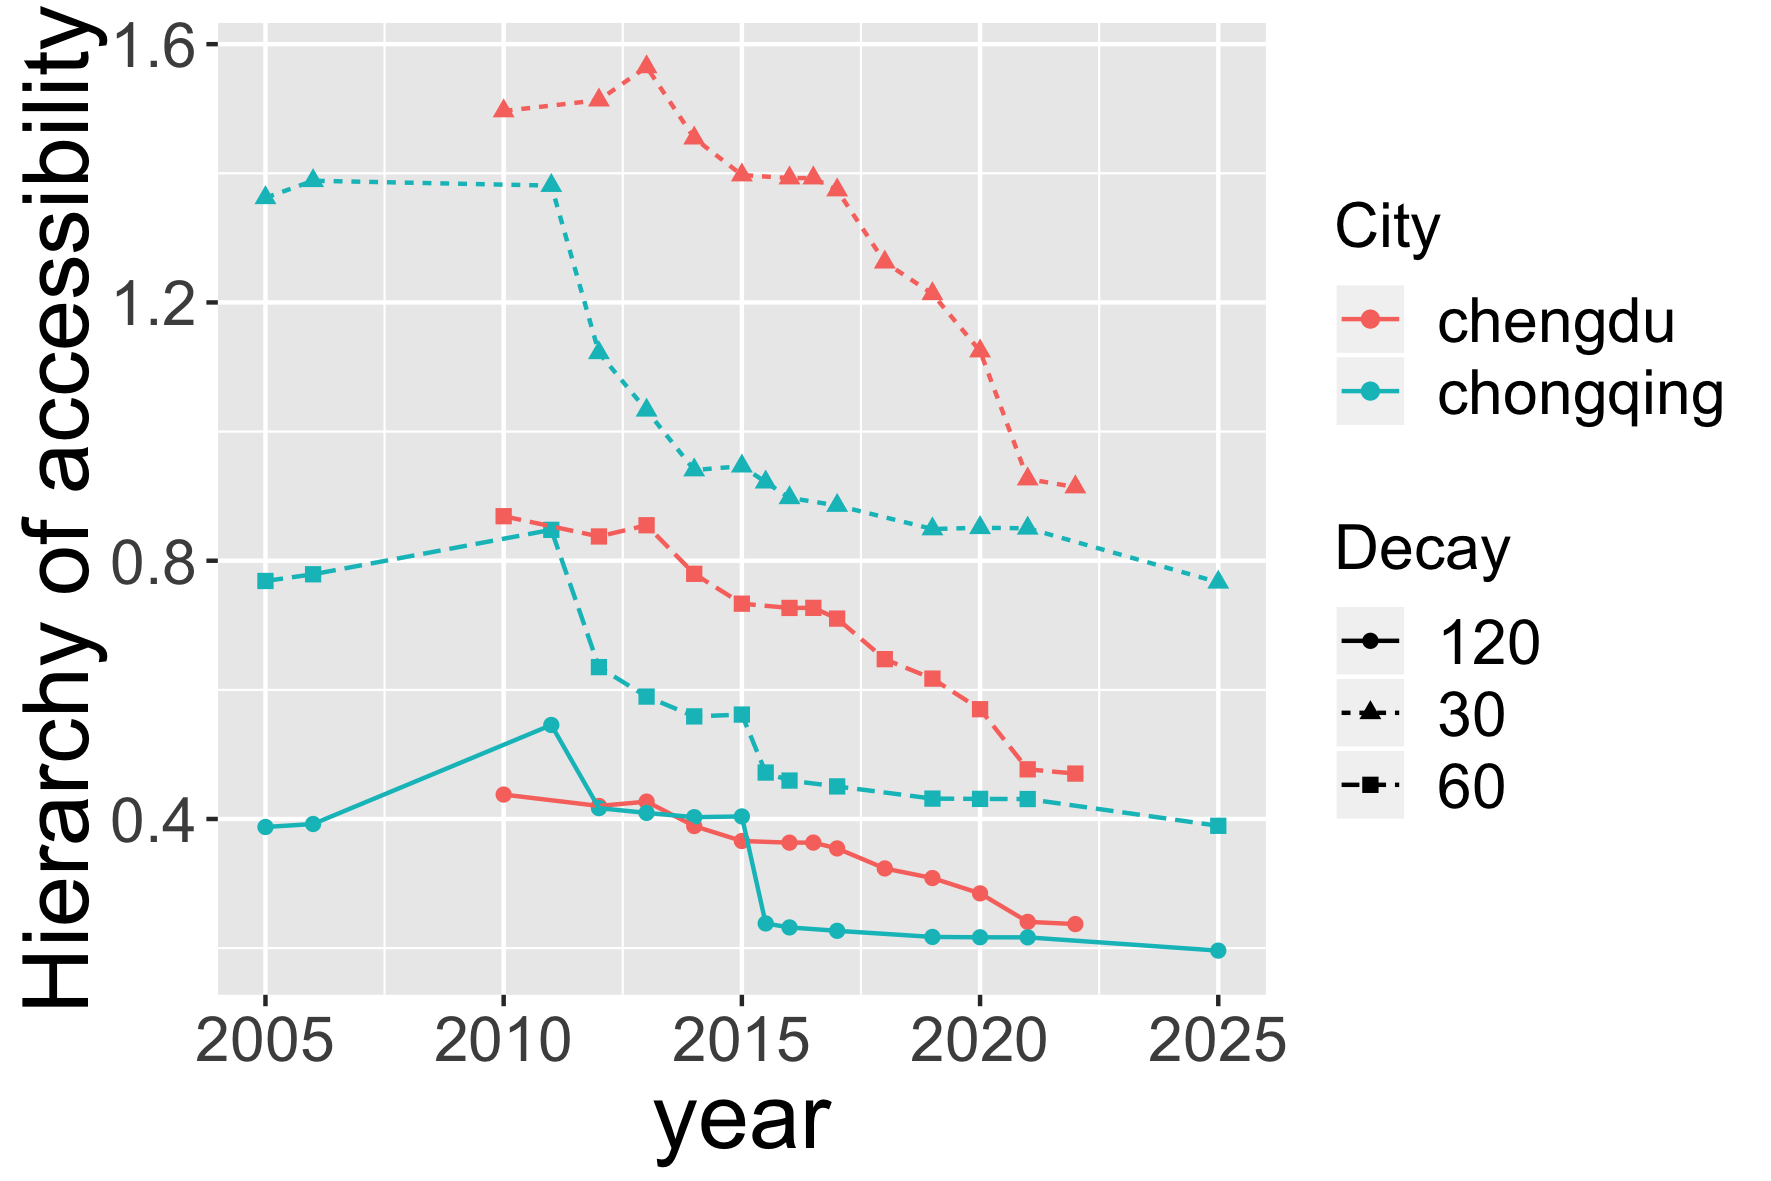 Hierarchy of accessibility
1.6
1.2
0.8
0.4
2005 2010 2015 2020 2025
year
City
chengdu
chongqing
Decay
120
30
60